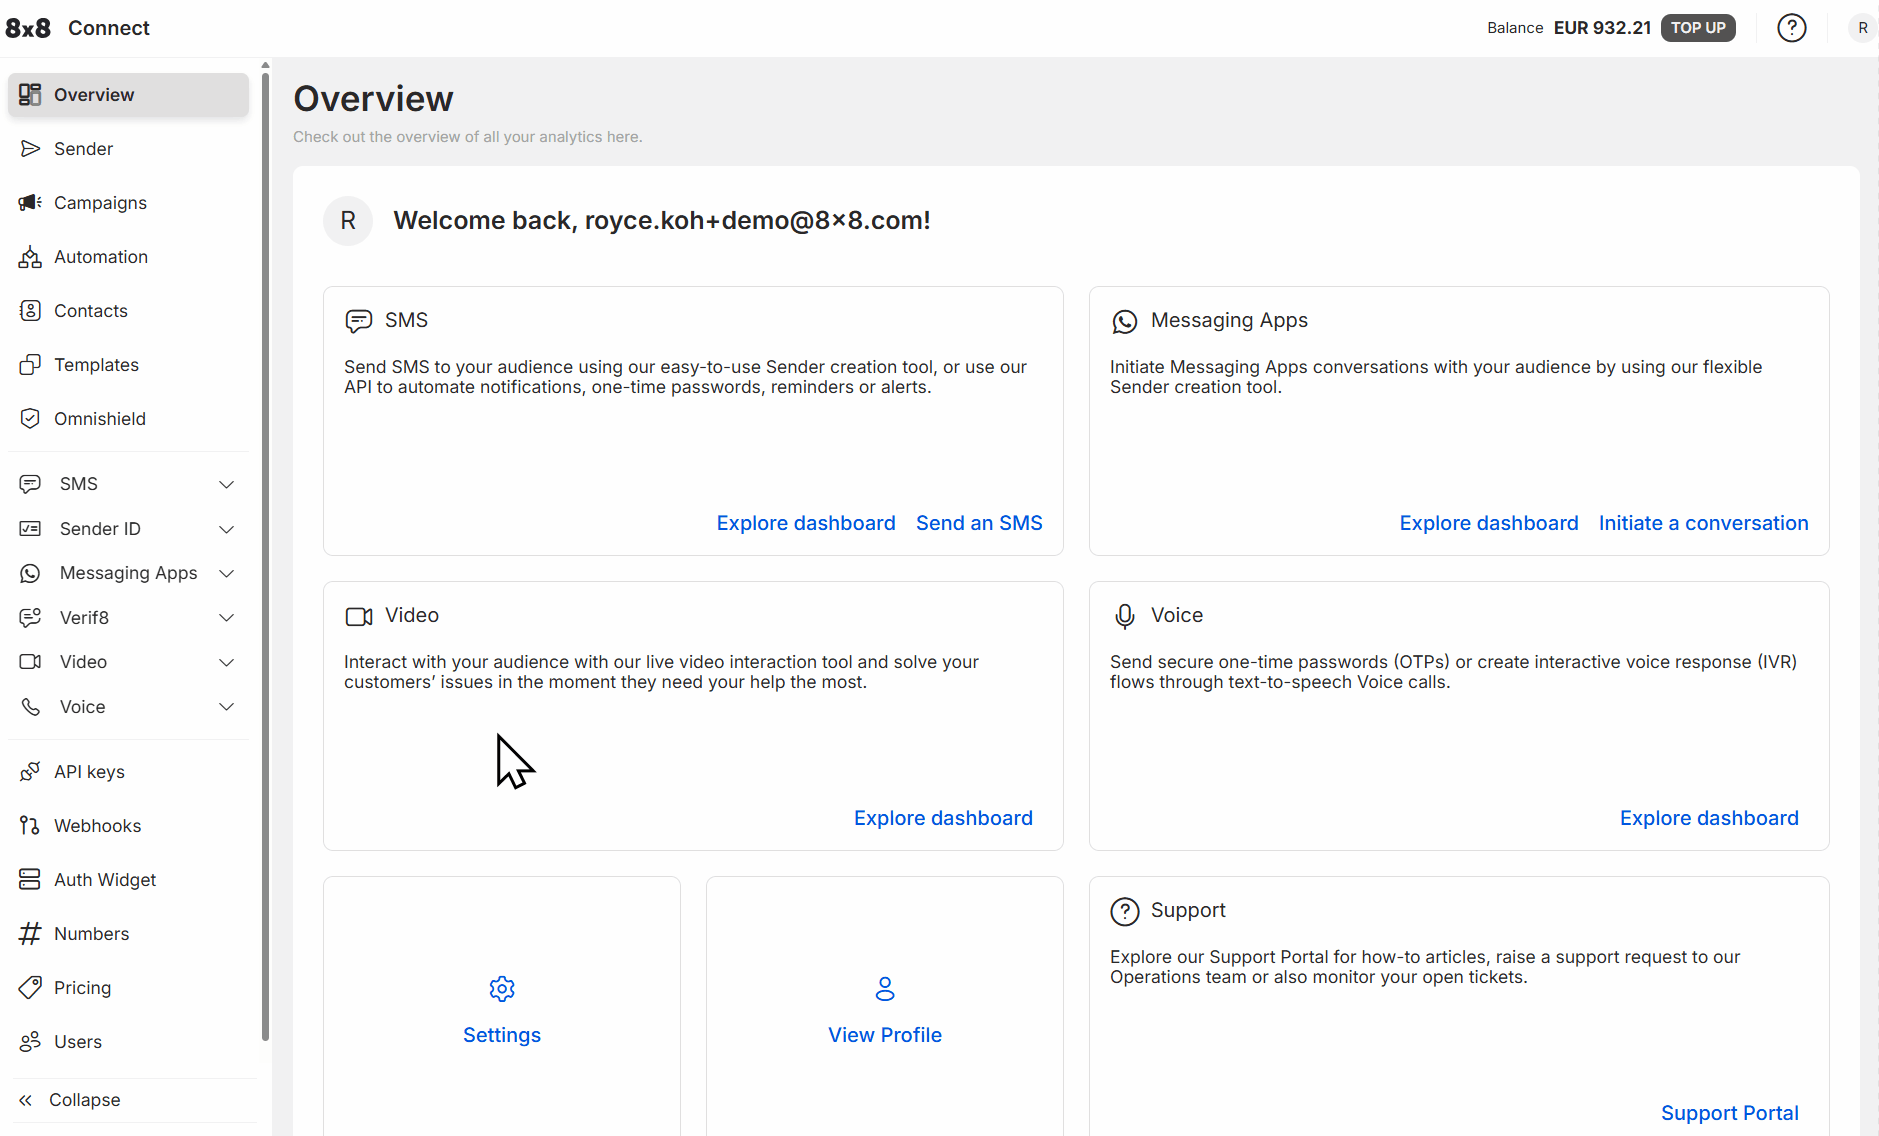 8x8 Connect
Balance EUR 932.21 TOP UP
R
Overview
Sender
Campaigns
Automation
Contacts
Templates
Omnishield
SMS
Sender ID
Messaging Apps
Verif8
Video
Voice
API keys
Webhooks
Auth Widget
Numbers
Pricing
Users
Collapse
Overview
Check out the overview of all your analytics here.
R
Welcome back, royce.koh+demo@8x8.com!
SMS
Send SMS to your audience using our easy-to-use Sender creation tool, or use our
API to automate notifications, one-time passwords, reminders or alerts.
Explore dashboard Send an SMS
Messaging Apps
Initiate Messaging Apps conversations with your audience by using our flexible
Sender creation tool.
Explore dashboard Initiate a conversation
Video
Interact with your audience with our live video interaction tool and solve your
customers’ issues in the moment they need your help the most.
Explore dashboard
Voice
Send secure one-time passwords (OTPs) or create interactive voice response (IVR)
flows through text-to-speech Voice calls.
Explore dashboard
Settings
View Profile
Support
Explore our Support Portal for how-to articles, raise a support request to our
Operations team or also monitor your open tickets.
Support Portal